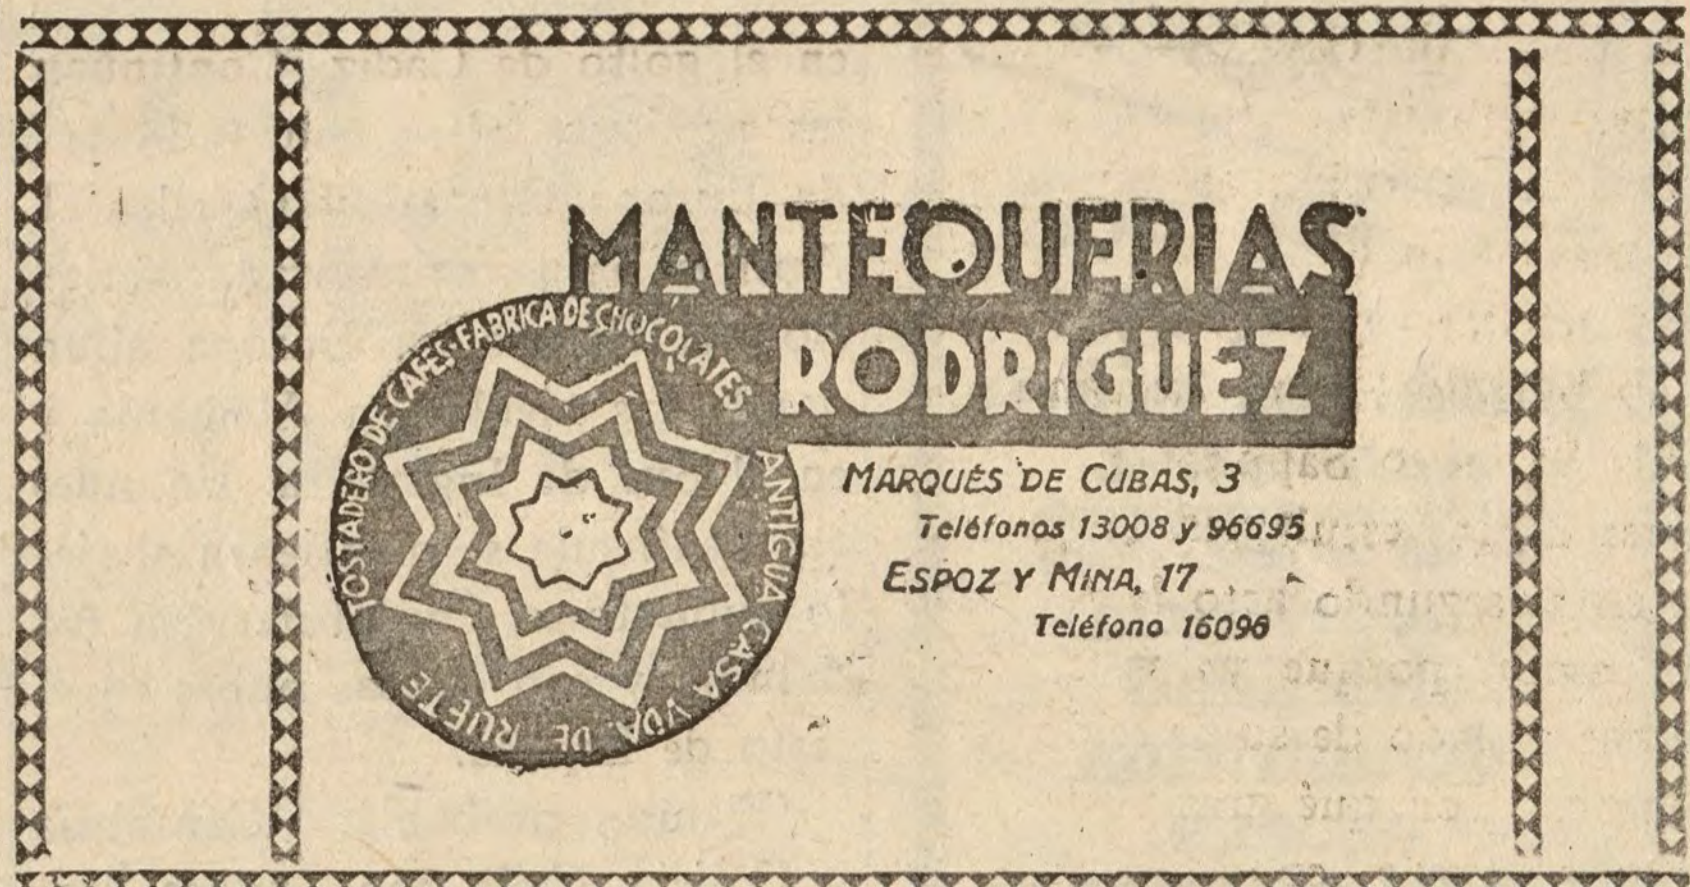 MANTEQUERIAS
RODRIGUEZ
TOSTADERO DE CAFES·FABRICA DE CHOCOLATES·
ANTIGUA CASA VDA. DE RUETE
MARQUÉS DE CUBAS, 3
Teléfonos 13008 y 96695
ESPOZ Y MINA, 17
Teléfono 16096